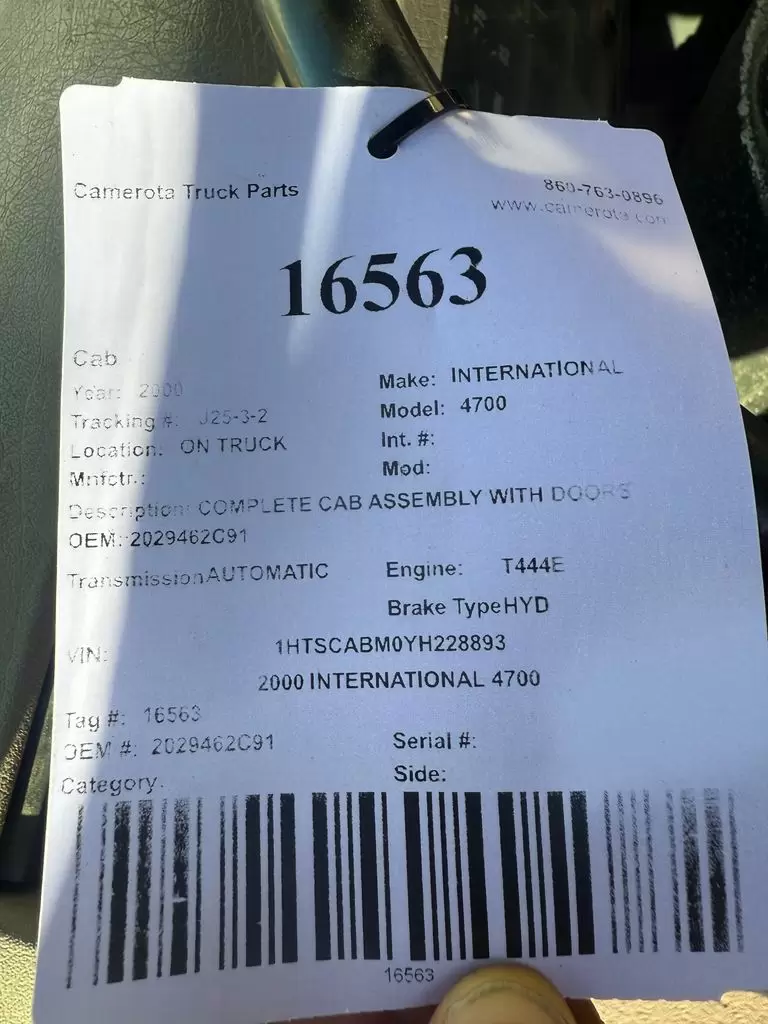 Camerota Truck Parts
860-763-0896
www.camerota.com
16563
Cab
Year: 2000
Make: INTERNATIONAL
Tracking #: J25-3-2
Model: 4700
Location: ON TRUCK
Int. #:
Mnfctr.:
Mod:
Description: COMPLETE CAB ASSEMBLY WITH DOORS
OEM: 2029462C91
Transmission AUTOMATIC
Engine: T444E
Brake Type HYD
VIN: 1HTSCABM0YH228893
2000 INTERNATIONAL 4700
Tag #: 16563
OEM #: 2029462C91
Serial #:
Category:
Side:
16563